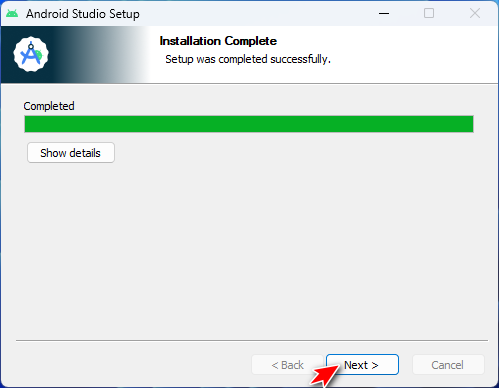 Android Studio Setup
Installation Complete
Setup was completed successfully.
Completed
Show details
< Back
Next >
Cancel